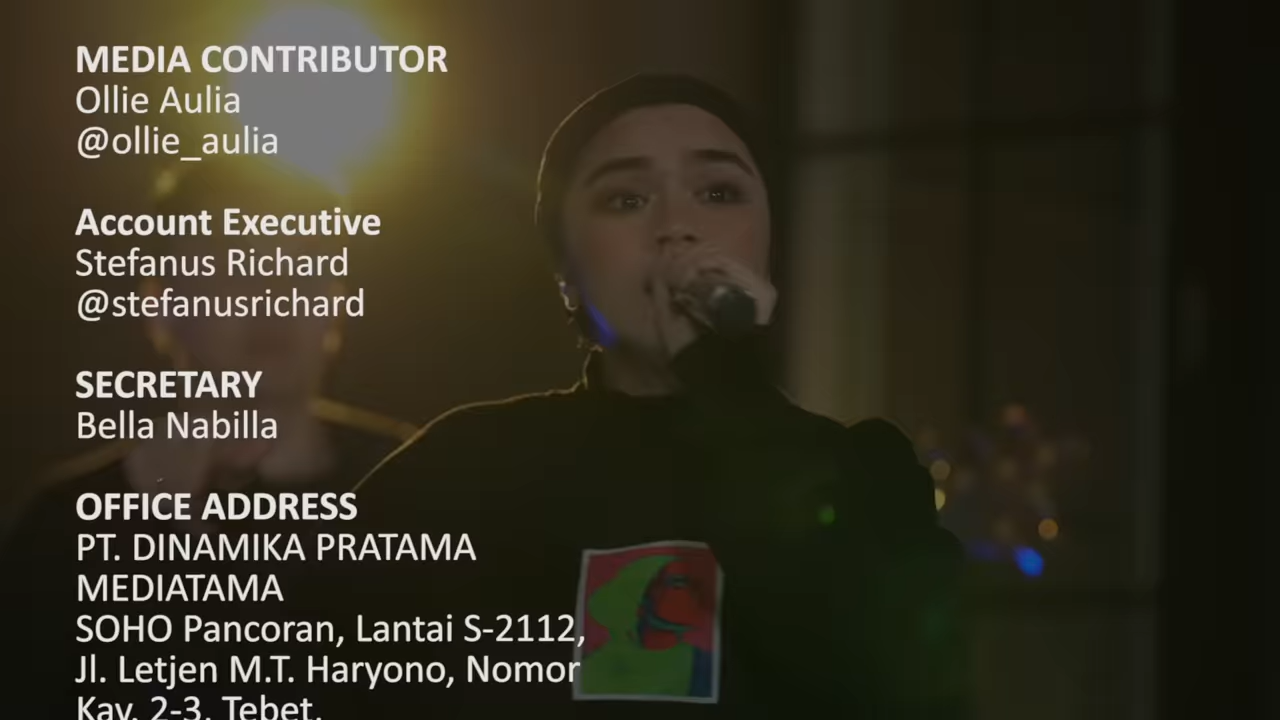 MEDIA CONTRIBUTOR
Ollie Aulia
@ollie_aulia
Account Executive
Stefanus Richard
@stefanusrichard
SECRETARY
Bella Nabilla
OFFICE ADDRESS
PT. DINAMIKA PRATAMA
MEDIATAMA
SOHO Pancoran, Lantai S-2112,
Jl. Letjen M.T. Haryono, Nomor
Kav. 2-3, Tebet,